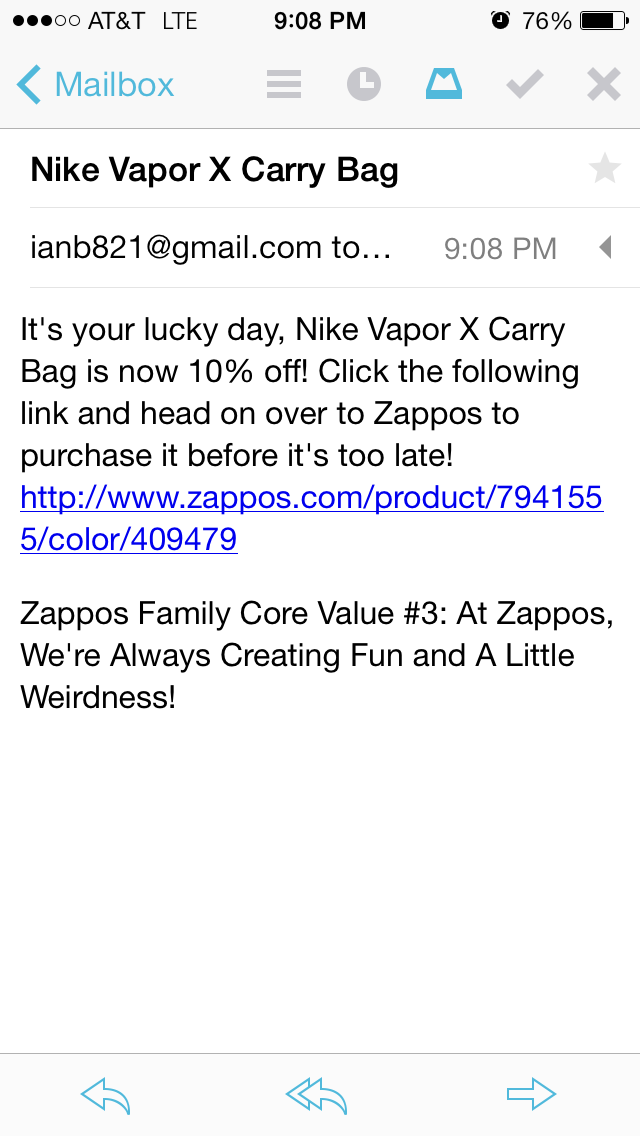 AT&T LTE 9:08 PM 76%
Mailbox
Nike Vapor X Carry Bag
ianb821@gmail.com to… 9:08 PM
It's your lucky day, Nike Vapor X Carry
Bag is now 10% off! Click the following
link and head on over to Zappos to
purchase it before it's too late!
http://www.zappos.com/product/794155
5/color/409479
Zappos Family Core Value #3: At Zappos,
We're Always Creating Fun and A Little
Weirdness!